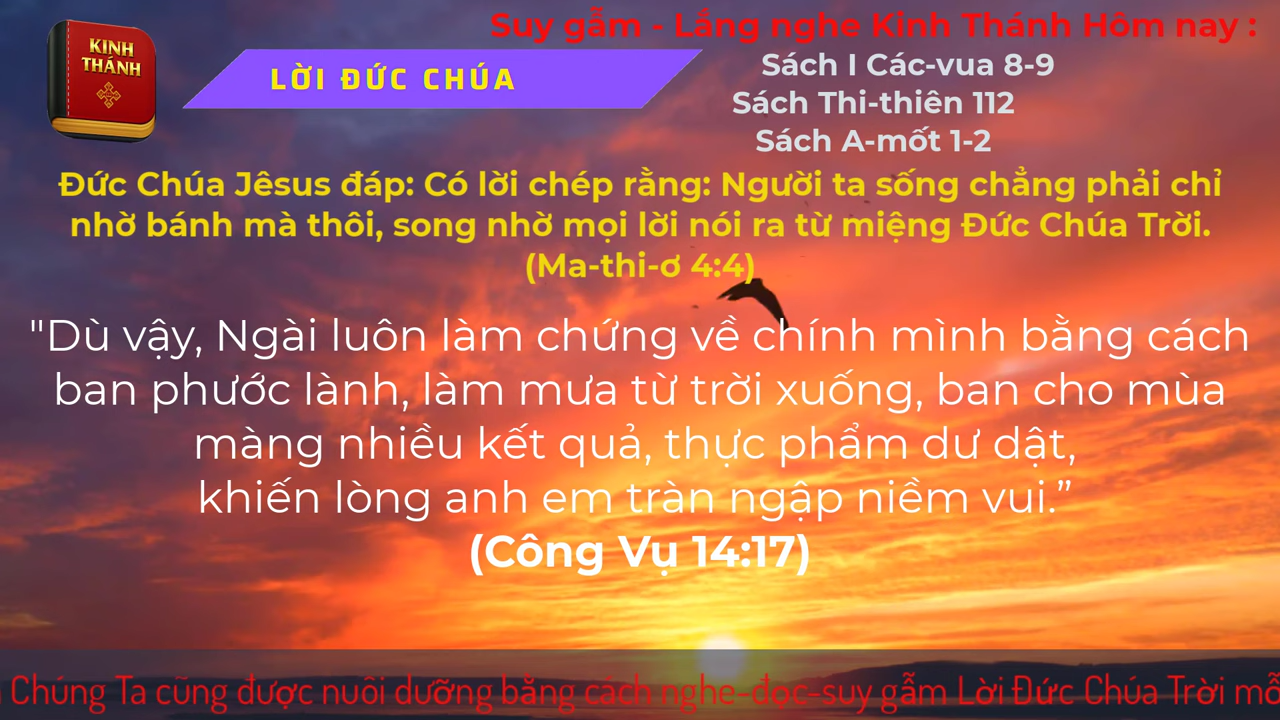 Suy gẫm - Lắng nghe Kinh Thánh Hôm nay :
KINH
THÁNH
LỜI ĐỨC CHÚA
Sách I Các-vua 8-9
Sách Thi-thiên 112
Sách A-mốt 1-2
Đức Chúa Jêsus đáp: Có lời chép rằng: Người ta sống chẳng phải chỉ
nhờ bánh mà thôi, song nhờ mọi lời nói ra từ miệng Đức Chúa Trời.
(Ma-thi-ơ 4:4)
"Dù vậy, Ngài luôn làm chứng về chính mình bằng cách
ban phước lành, làm mưa từ trời xuống, ban cho mùa
màng nhiều kết quả, thực phẩm dư dật,
khiến lòng anh em tràn ngập niềm vui.”
(Công Vụ 14:17)
Chúng Ta cũng được nuôi dưỡng bằng cách nghe-đọc-suy gẫm Lời Đức Chúa Trời